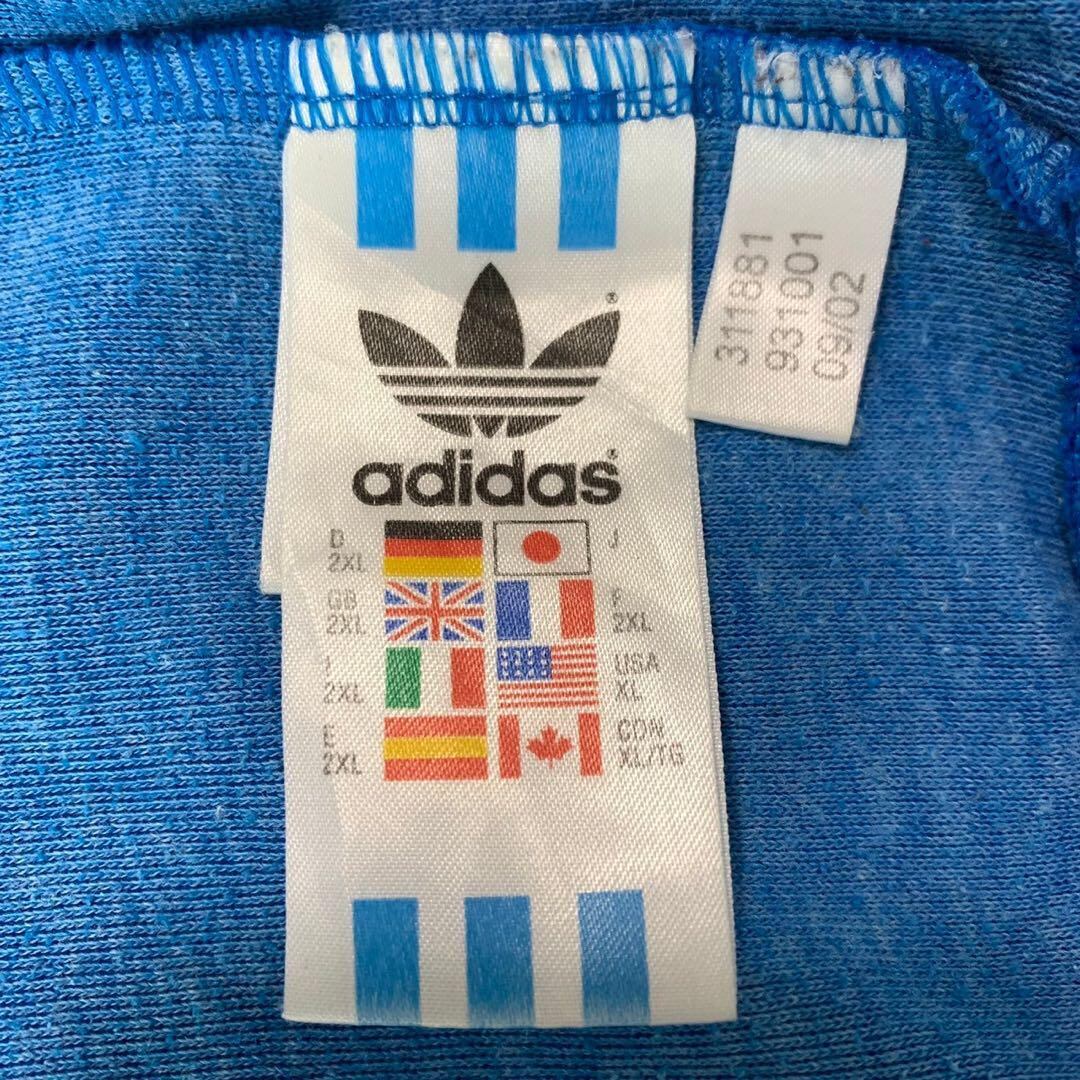 ®
adidas
D
2XL
J
GB
2XL
F
2XL
I
2XL
USA
XL
E
2XL
CDN
XL/TG
311881
931001
09/02